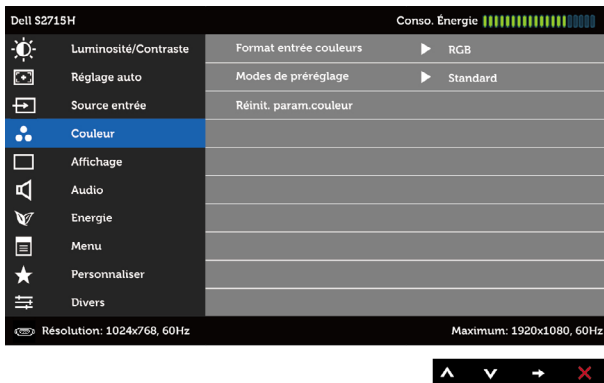 Dell S2715H Conso. Énergie
Luminosité/Contraste Format entrée couleurs RGB
Réglage auto Modes de préréglage Standard
Source entrée Réinit. param.couleur
Couleur
Affichage
Audio
Energie
Menu
Personnaliser
Divers
Résolution: 1024x768, 60Hz Maximum: 1920x1080, 60Hz